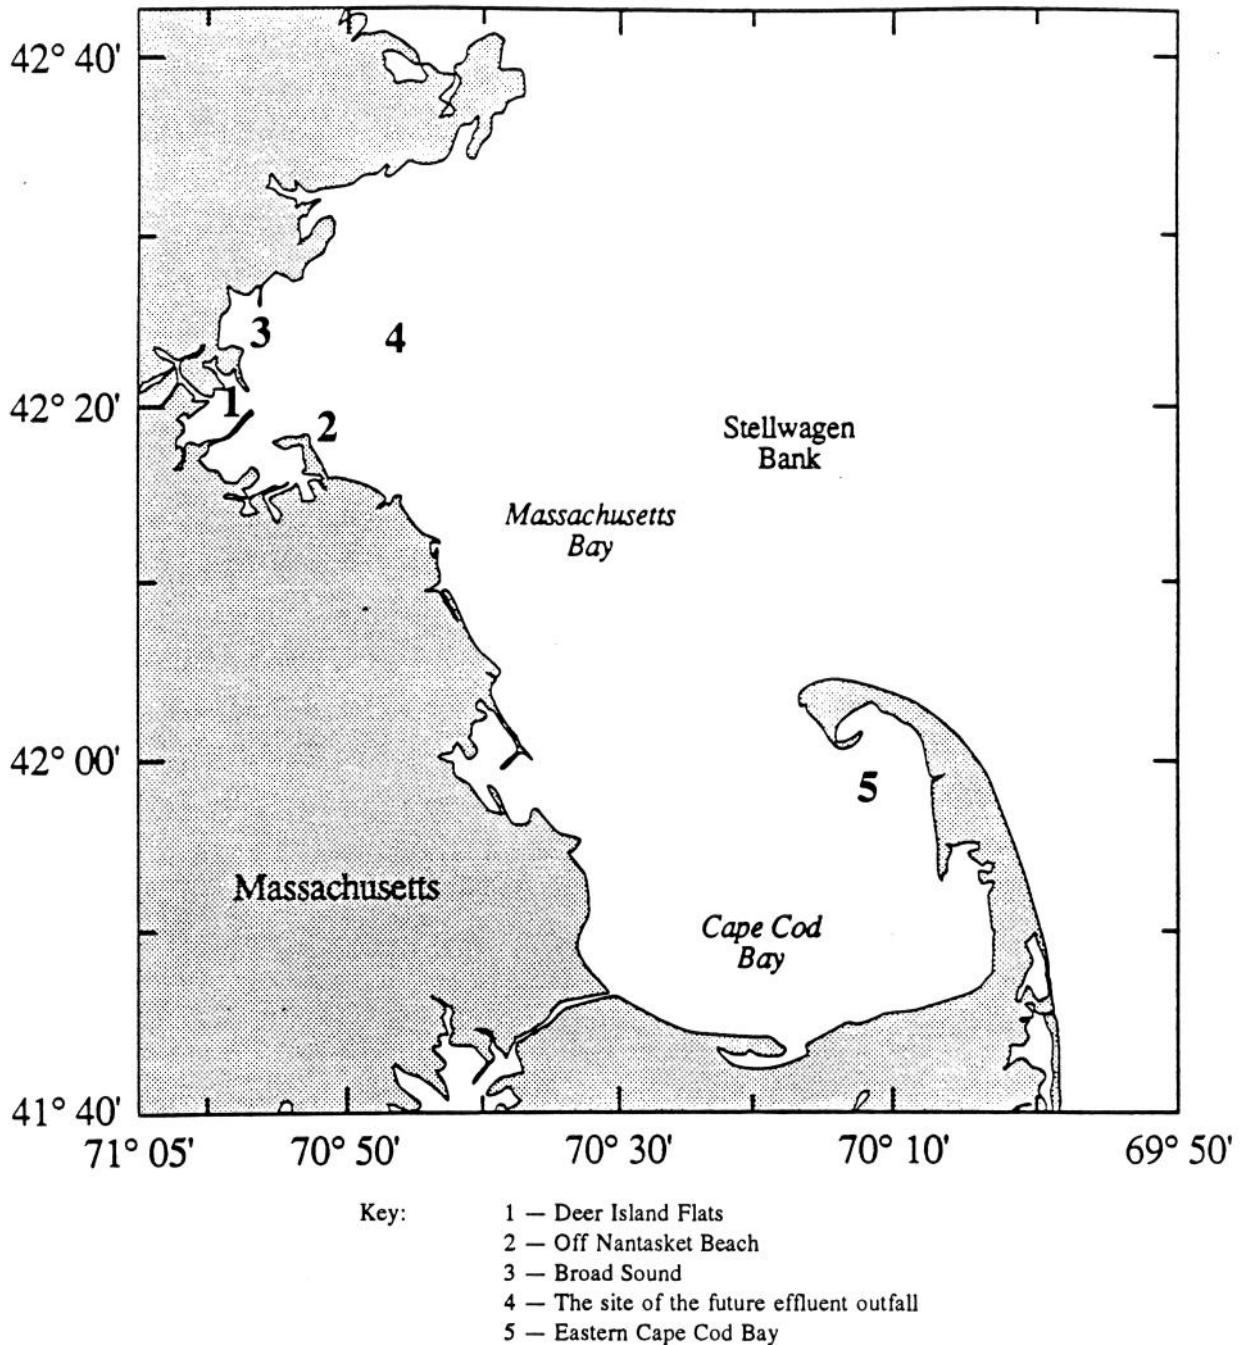 42° 40'
3
4
42° 20'
1
2
Stellwagen
Bank
Massachusetts
Bay
42° 00'
5
Massachusetts
Cape Cod
Bay
41° 40'
71° 05'
70° 50'
70° 30'
70° 10'
69° 50'
Key:
1 — Deer Island Flats
2 — Off Nantasket Beach
3 — Broad Sound
4 — The site of the future effluent outfall
5 — Eastern Cape Cod Bay